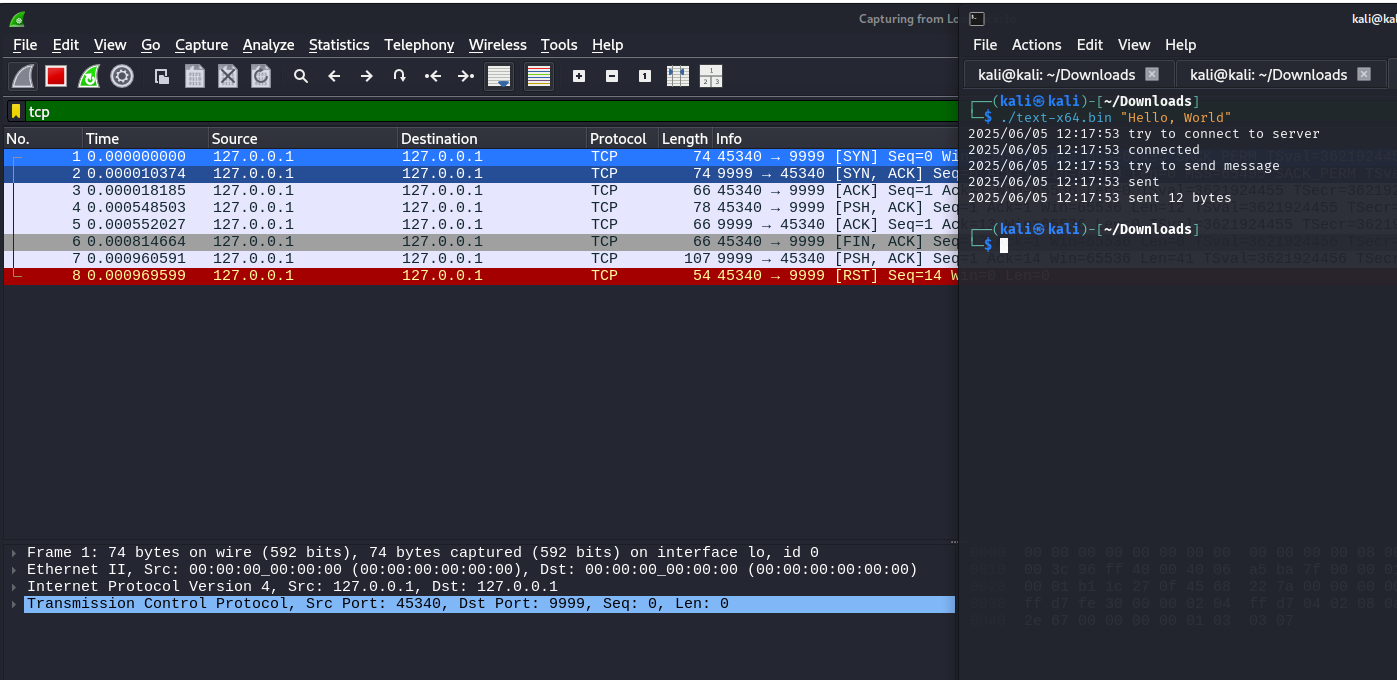 Capturing from Lo
File Edit View Go Capture Analyze Statistics Telephony Wireless Tools Help
tcp
No. Time Source Destination Protocol Length Info
1 0.000000000 127.0.0.1 127.0.0.1 TCP 74 45340 → 9999 [SYN] Seq=0 Wi
2 0.000010374 127.0.0.1 127.0.0.1 TCP 74 9999 → 45340 [SYN, ACK] Seq
3 0.000018185 127.0.0.1 127.0.0.1 TCP 66 45340 → 9999 [ACK] Seq=1 Ac
4 0.000548503 127.0.0.1 127.0.0.1 TCP 78 45340 → 9999 [PSH, ACK] Seq
5 0.000552027 127.0.0.1 127.0.0.1 TCP 66 9999 → 45340 [ACK] Seq=1 Ac
6 0.000814664 127.0.0.1 127.0.0.1 TCP 66 45340 → 9999 [FIN, ACK] Seq
7 0.000960591 127.0.0.1 127.0.0.1 TCP 107 9999 → 45340 [PSH, ACK] Seq=1 Ack=14 Win=65536 Len=41 TSval=3621924456 TSecr
8 0.000969599 127.0.0.1 127.0.0.1 TCP 54 45340 → 9999 [RST] Seq=14 Win=0 Len=0
Frame 1: 74 bytes on wire (592 bits), 74 bytes captured (592 bits) on interface lo, id 0
Ethernet II, Src: 00:00:00_00:00:00 (00:00:00:00:00:00), Dst: 00:00:00_00:00:00 (00:00:00:00:00:00)
Internet Protocol Version 4, Src: 127.0.0.1, Dst: 127.0.0.1
Transmission Control Protocol, Src Port: 45340, Dst Port: 9999, Seq: 0, Len: 0
kali@kal
File Actions Edit View Help
kali@kali: ~/Downloads kali@kali: ~/Downloads
(kali㉿kali)-[~/Downloads]
$ ./text-x64.bin "Hello, World"
2025/06/05 12:17:53 try to connect to server
2025/06/05 12:17:53 connected
2025/06/05 12:17:53 try to send message
2025/06/05 12:17:53 sent
2025/06/05 12:17:53 sent 12 bytes
(kali㉿kali)-[~/Downloads]
$